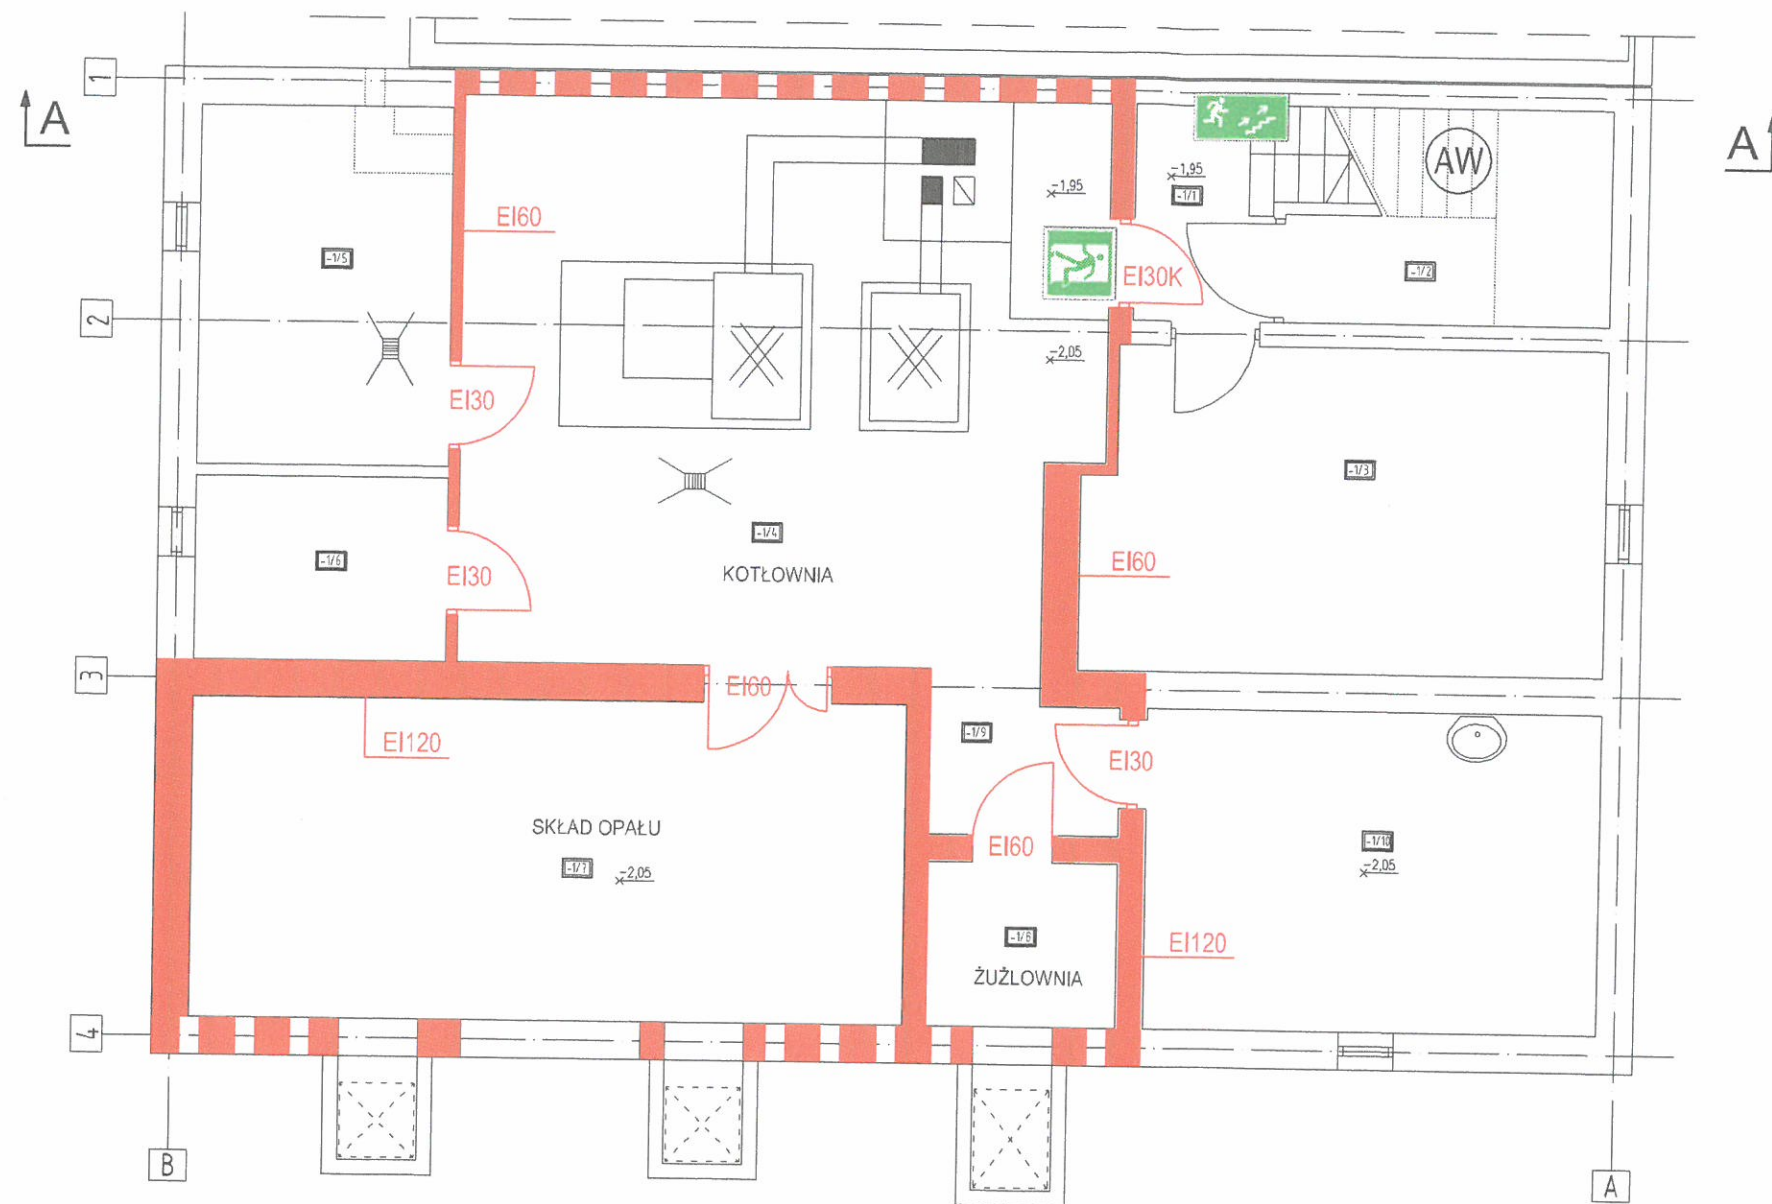 1
A
A
-1,95
-1,95
-1/1
AW
EI60
-1/5
EI30K
-1/2
2
-2,05
EI30
-1/3
-1/4
KOTŁOWNIA
-1/6
EI30
EI60
3
EI60
EI120
-1/9
EI30
SKŁAD OPAŁU
-1/7
-2,05
EI60
-1/10
-2,05
-1/8
ŻUŻLOWNIA
EI120
4
B
A